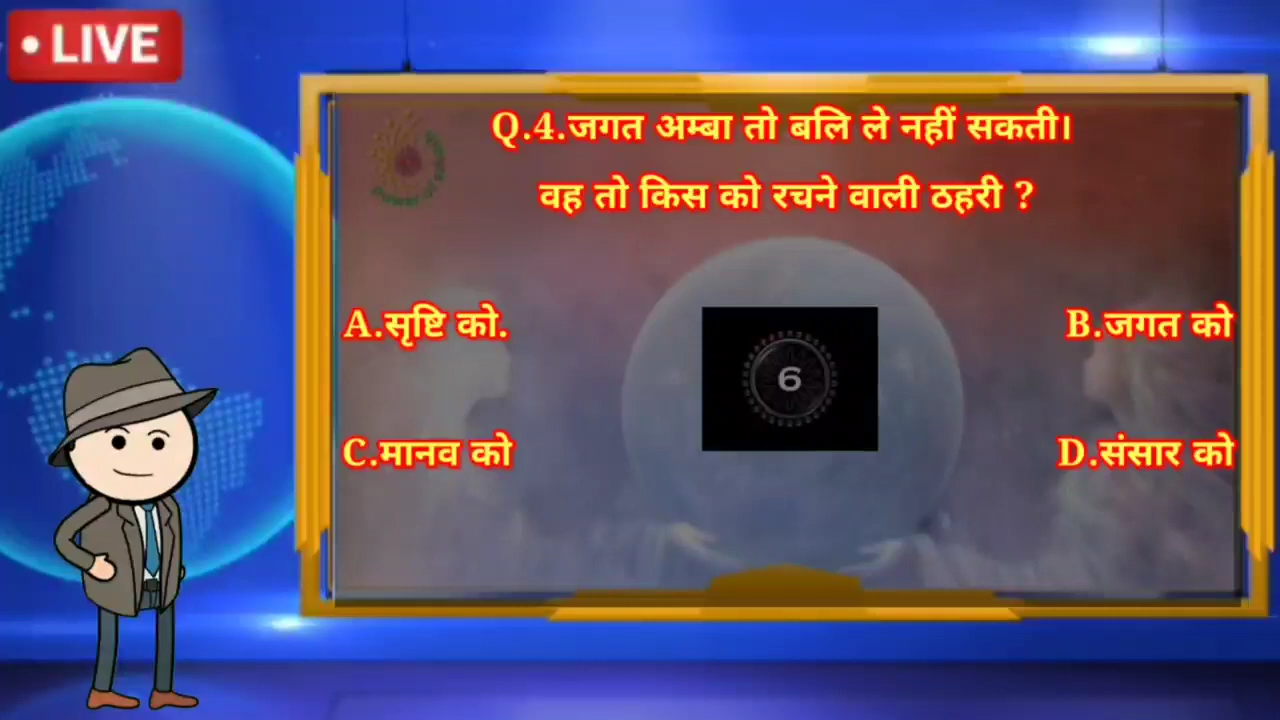 LIVE
Q.4.जगत अम्बा तो बलि ले नहीं सकती।
वह तो किस को रचने वाली ठहरी ?
A.सृष्टि को.
B.जगत को
6
C.मानव को
D.संसार को